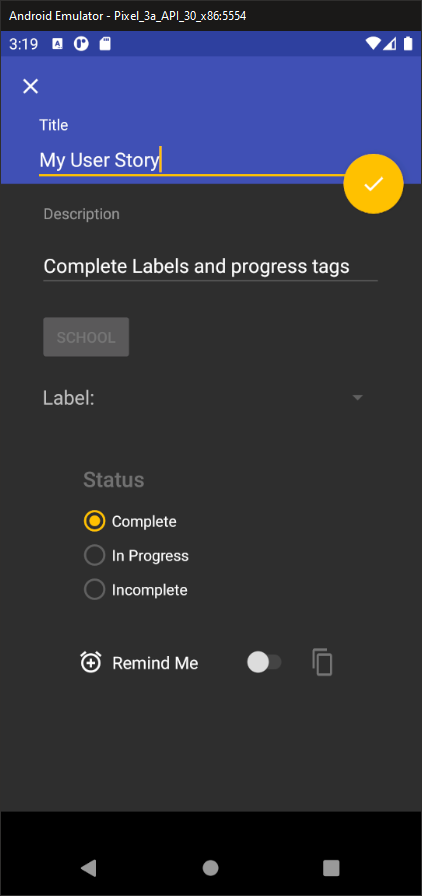 Android Emulator - Pixel_3a_API_30_x86:5554
3:19 A
Title
My User Story
Description
Complete Labels and progress tags
SCHOOL
Label:
Status
Complete
In Progress
Incomplete
Remind Me